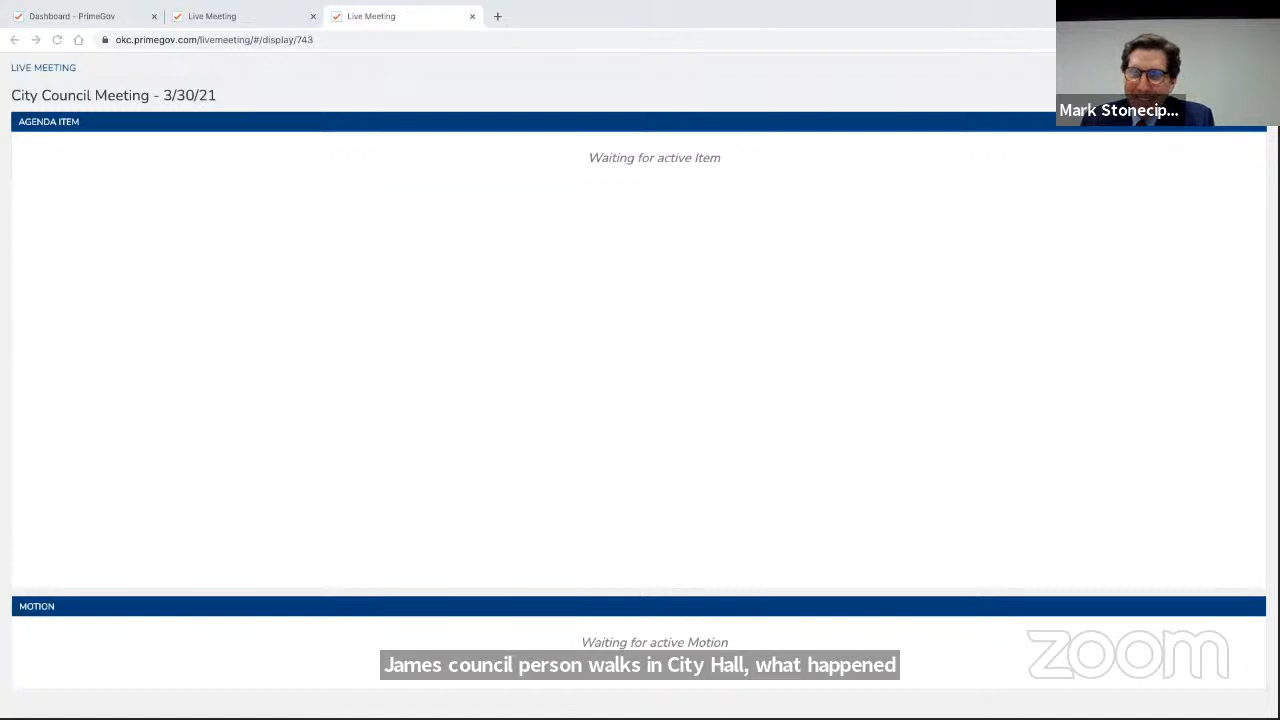 Dashboard - PrimeGov
Live Meeting
Live Meeting
okc.primegov.com/livemeeting/#/display/743
LIVE MEETING
City Council Meeting - 3/30/21
Mark Stonecip...
AGENDA ITEM
Waiting for active Item
MOTION
Waiting for active Motion
James council person walks in City Hall, what happened
zoom